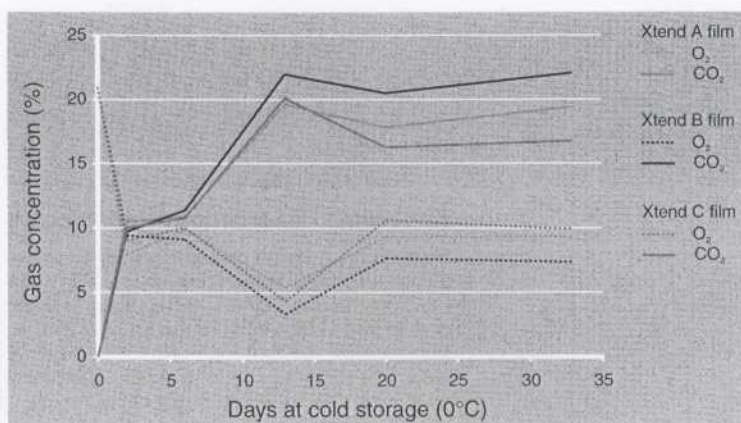 25
20
15
10
5
0
0 5 10 15 20 25 30 35
Gas concentration (%)
Days at cold storage (0°C)
Xtend A film
O₂
CO₂
Xtend B film
O₂
CO₂
Xtend C film
O₂
CO₂